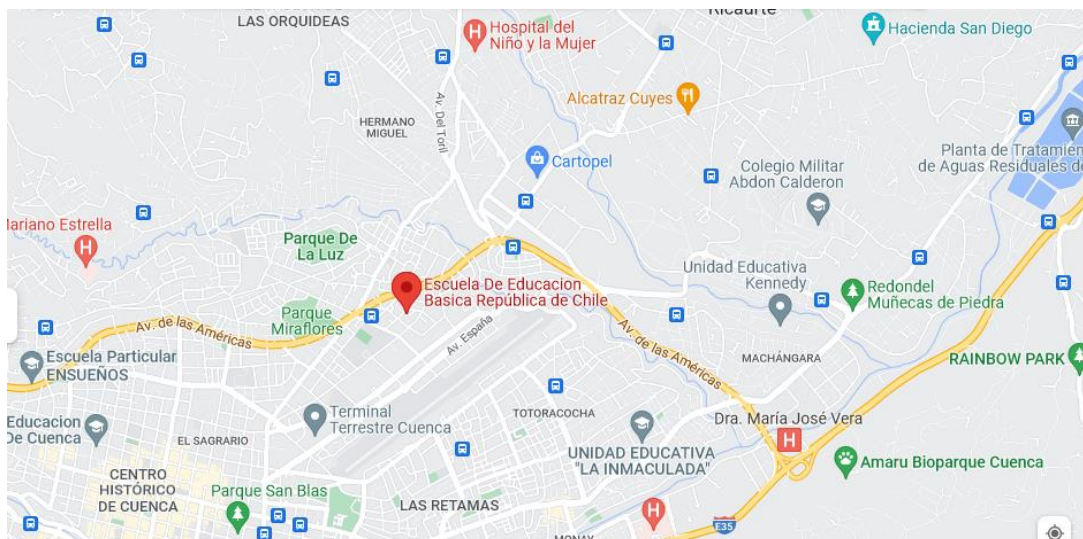 LAS ORQUIDEAS
Hospital del
Niño y la Mujer
Hacienda San Diego
Av. Del Toril
Alcatraz Cuyes
HERMANO
MIGUEL
Cartopel
Colegio Militar
Abdon Calderon
Planta de Tratamien
de Aguas Residuales de
Mariano Estrella
Parque De
La Luz
Escuela De Educacion
Basica República de Chile
Unidad Educativa
Kennedy
Redondel
Muñecas de Piedra
Parque
Miraflores
Av. España
Av. de las Américas
Av. de las Américas
MACHÁNGARA
RAINBOW PARK
Escuela Particular
ENSUEÑOS
Terminal
Terrestre Cuenca
TOTORACOCHA
Dra. María José Vera
Educacion
De Cuenca
EL SAGRARIO
UNIDAD EDUCATIVA
"LA INMACULADA"
Amaru Bioparque Cuenca
CENTRO
HISTÓRICO
DE CUENCA
Parque San Blas
LAS RETAMAS
E35
H
H
H
H